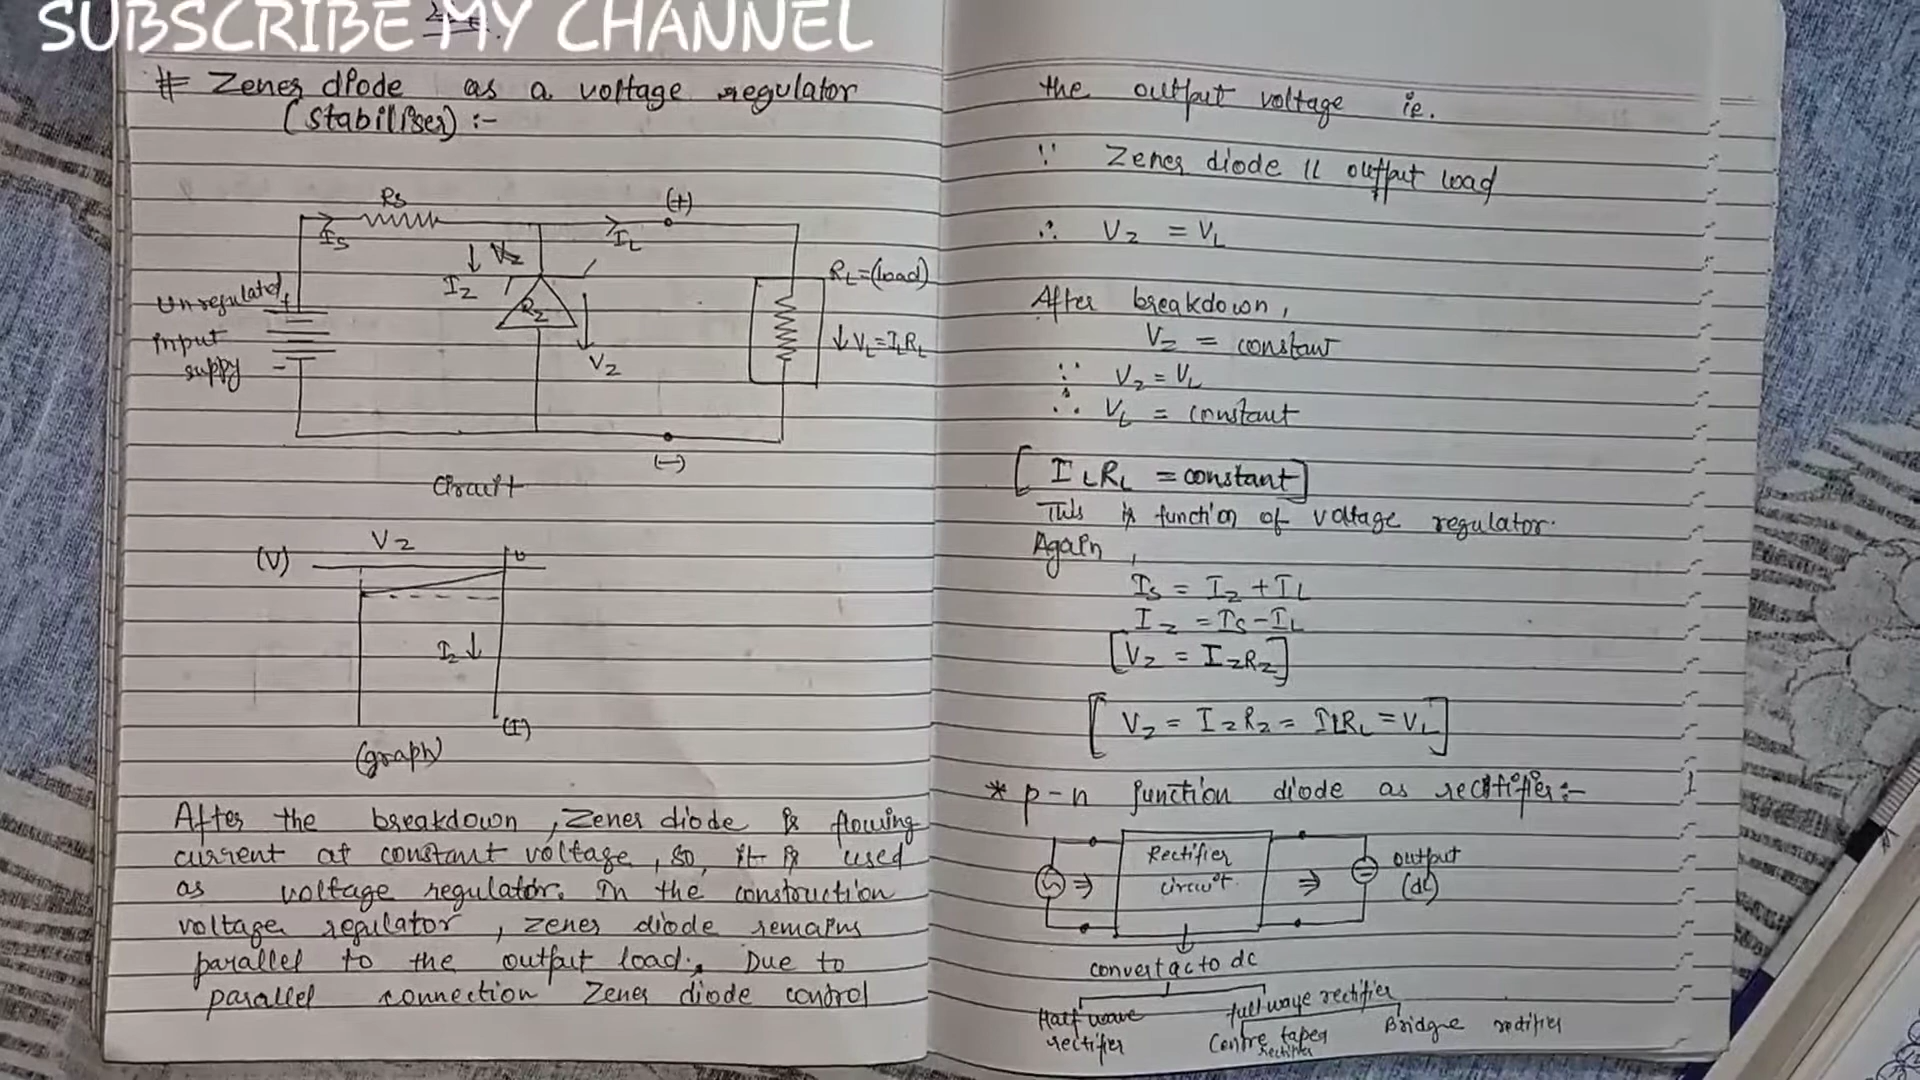 SUBSCRIBE MY CHANNEL
# Zener diode as a voltage regulator
(stabiliser) :-
Rs
(+)
Is
IL
Vz
Iz
Rz
Vz
RL=(load)
↓ VL=ILRL
Unregulated +
input
supply -
(-)
Circuit
Vz
(V)
0
Iz ↓
(I)
(graph)
After the breakdown, Zener diode is flowing
current at constant voltage, so, it is used
as voltage regulator. In the construction
voltage regulator, zener diode remains
parallel to the output load. Due to
parallel connection Zener diode control
the output voltage ie.
∵ Zener diode || output load
∴ Vz = VL
After breakdown,
Vz = constant
∵ Vz = VL
∴ VL = constant
[ILRL = constant]
This is function of voltage regulator.
Again,
Is = Iz + IL
Iz = Is - IL
[Vz = IzRz]
[Vz = IzRz = ILRL = VL]
* p-n junction diode as rectifier:-
Rectifier
circuit
⇒
⇒
output
(dc)
convert ac to dc
Half wave
rectifier
full wave rectifier
Centre taper
rectifier
Bridge rectifier